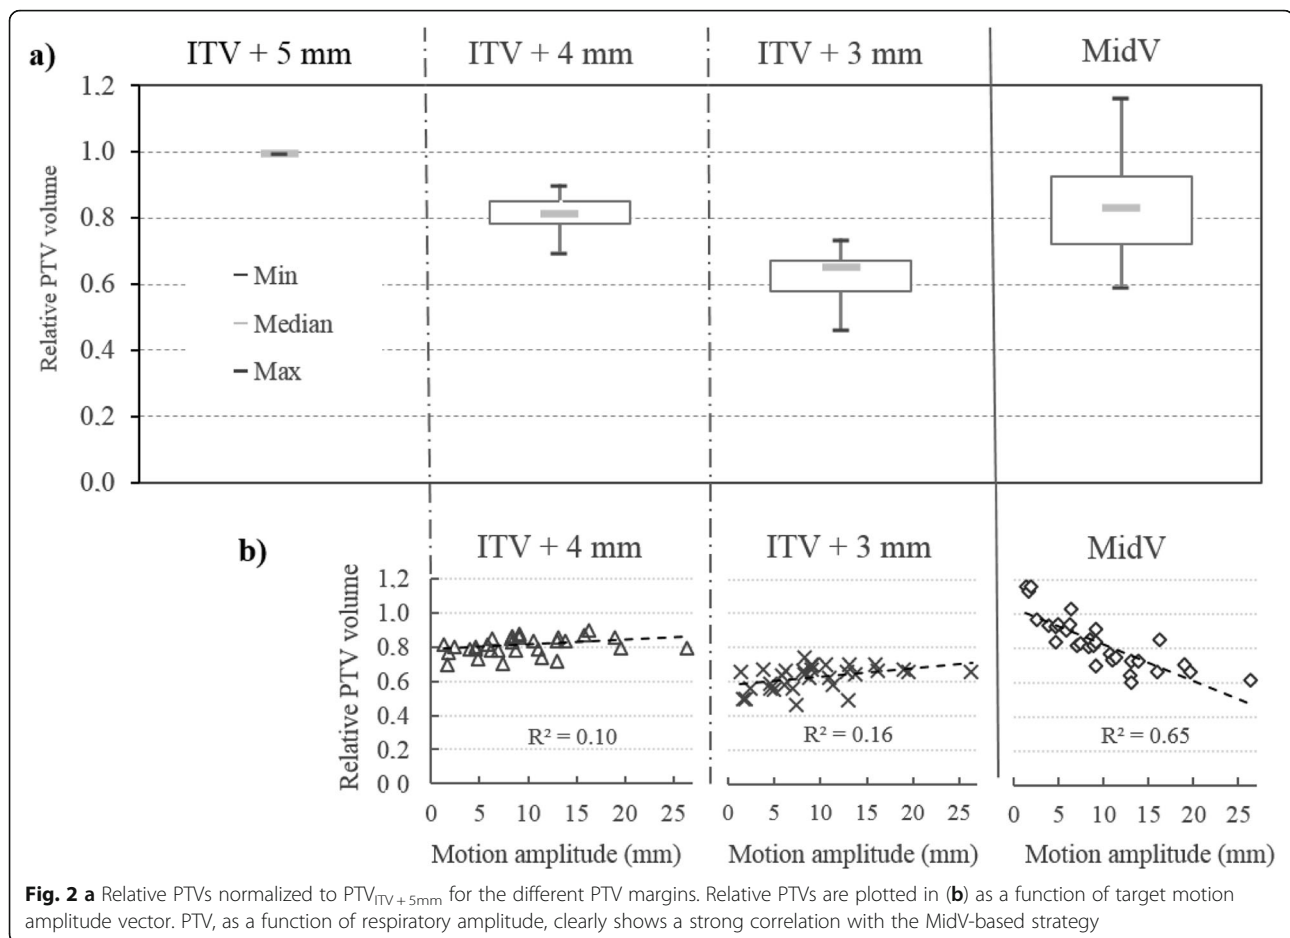 a)
ITV + 5 mm ITV + 4 mm ITV + 3 mm MidV
Relative PTV volume
1.2
1.0
0.8
0.6
0.4
0.2
0.0
Min
Median
Max
b)
ITV + 4 mm ITV + 3 mm MidV
Relative PTV volume
1.2
1.0
0.8
0.6
0.4
0.2
0 0
R² = 0.10 R² = 0.16 R² = 0.65
0 5 10 15 20 25 0 5 10 15 20 25 0 5 10 15 20 25
Motion amplitude (mm) Motion amplitude (mm) Motion amplitude (mm)
Fig. 2 a Relative PTVs normalized to PTVITV + 5mm for the different PTV margins. Relative PTVs are plotted in (b) as a function of target motion
amplitude vector. PTV, as a function of respiratory amplitude, clearly shows a strong correlation with the MidV-based strategy